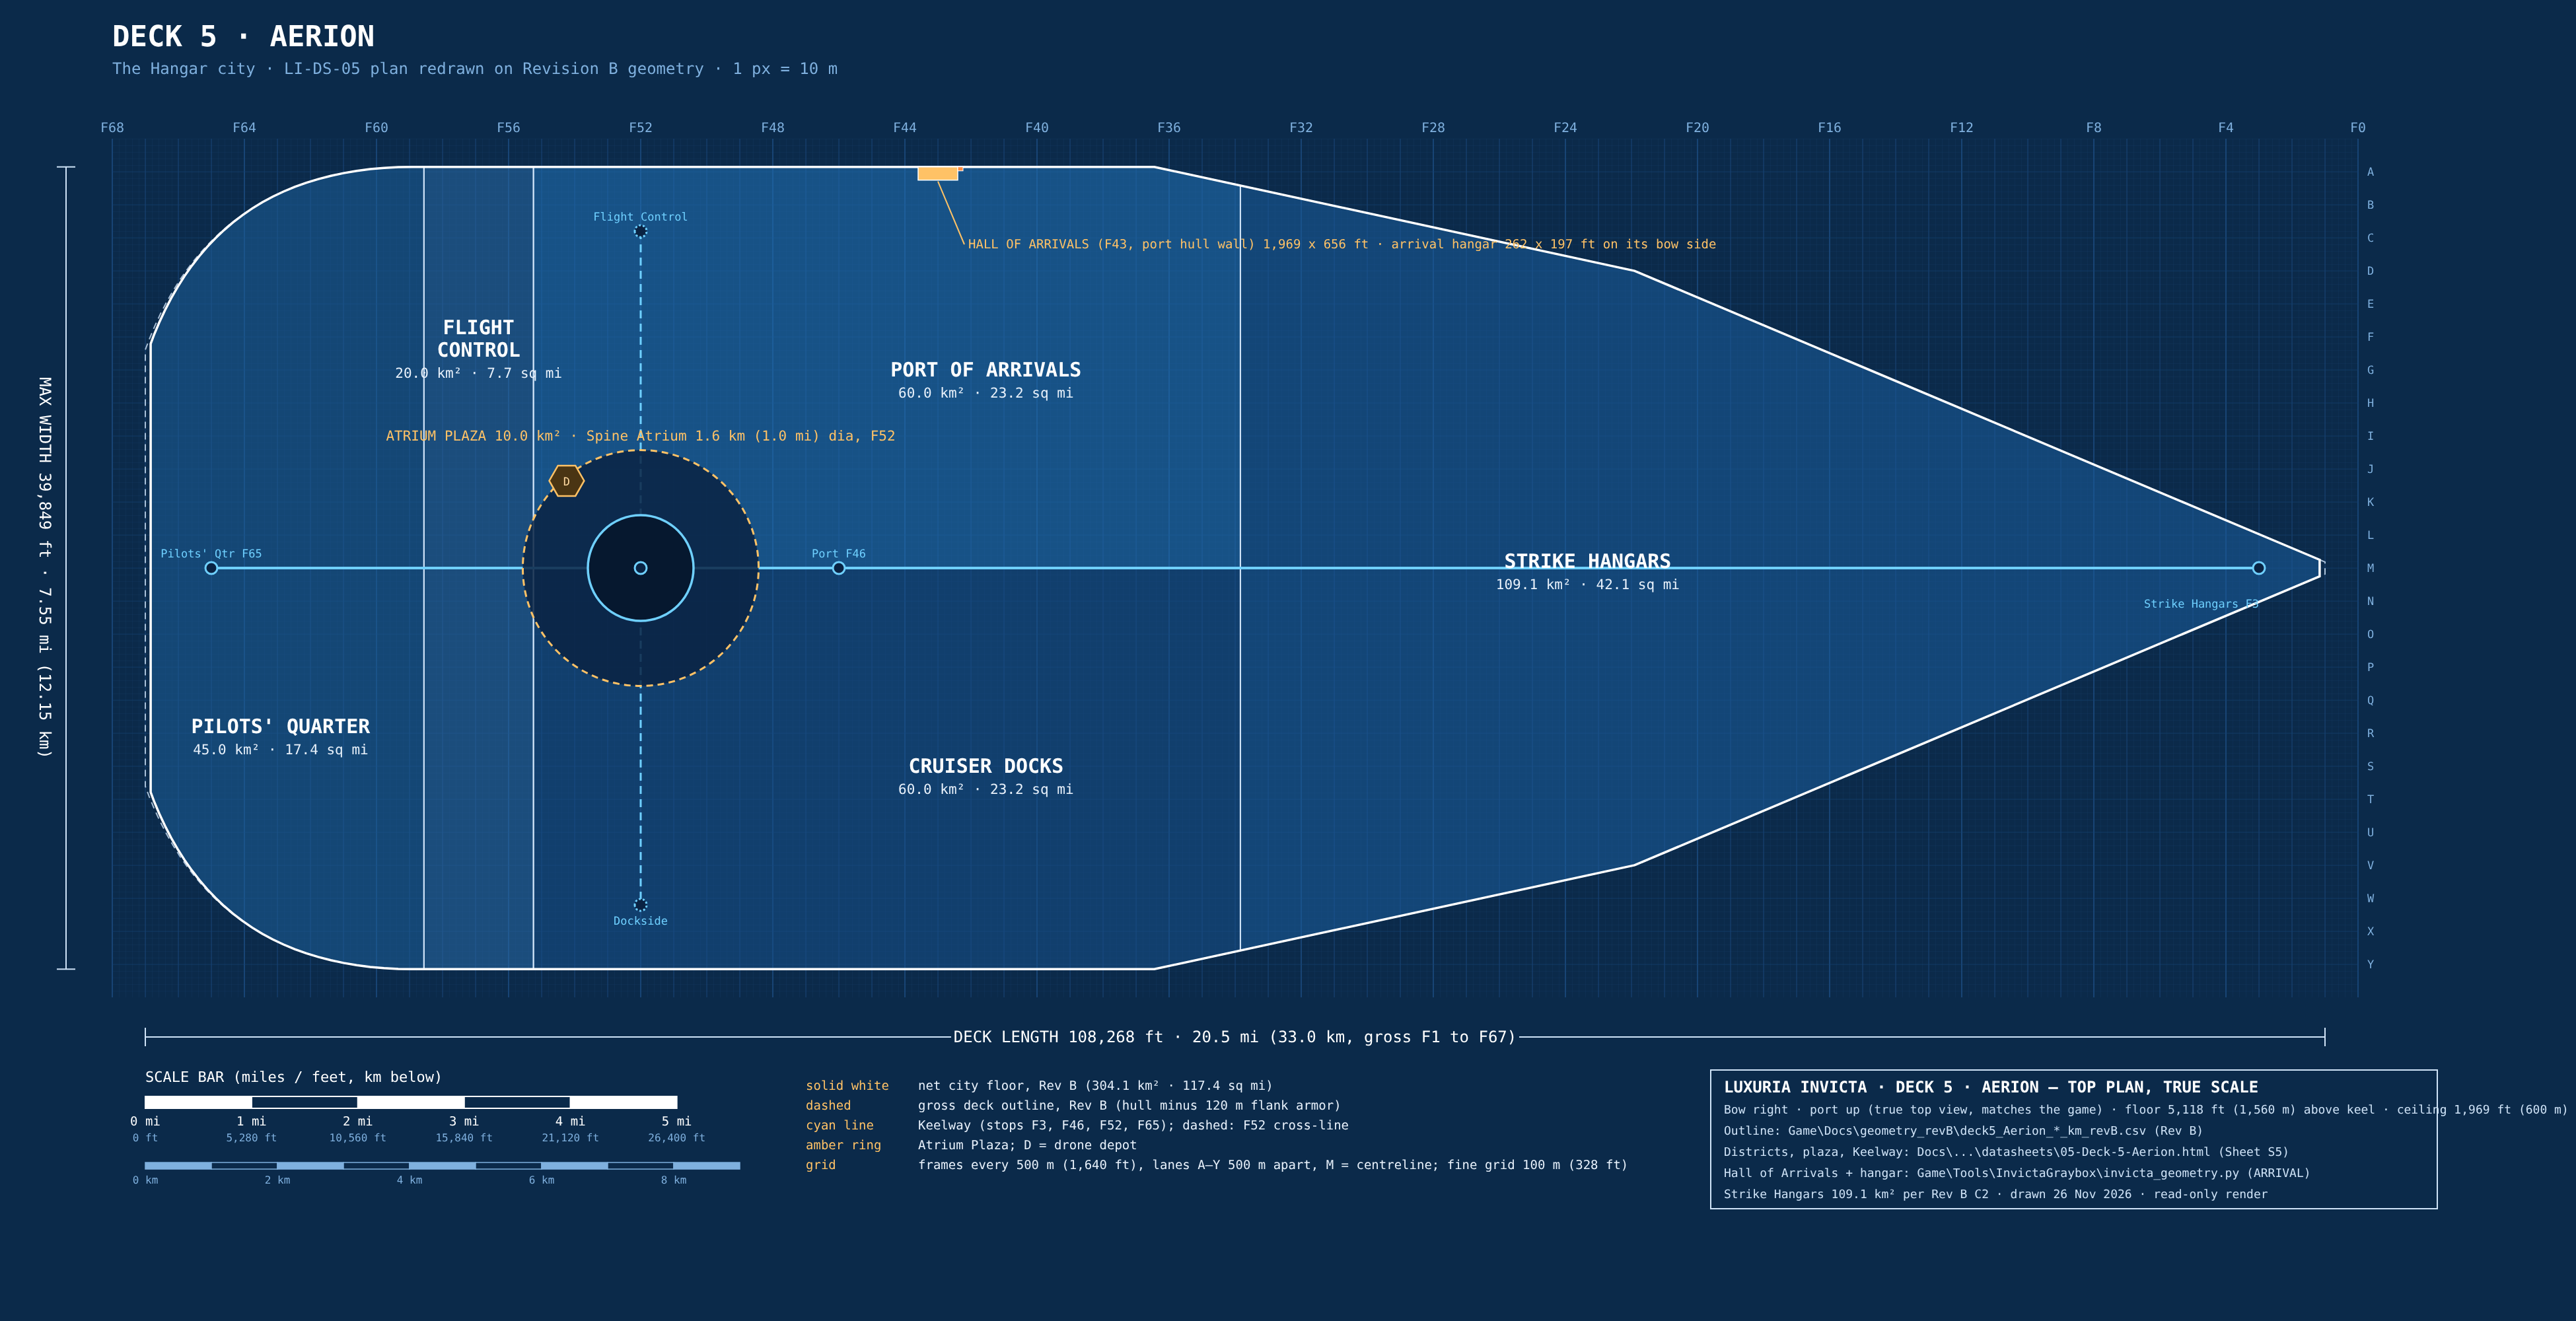 DECK 5 · AERION
The Hangar city · LI-DS-05 plan redrawn on Revision B geometry · 1 px = 10 m
F68 F64 F60 F56 F52 F48 F44 F40 F36 F32 F28 F24 F20 F16 F12 F8 F4 F0
A
B
C
D
E
F
G
H
I
J
K
L
M
N
O
P
Q
R
S
T
U
V
W
X
Y
MAX WIDTH 39,849 ft · 7.55 mi (12.15 km)
Flight Control
HALL OF ARRIVALS (F43, port hull wall) 1,969 x 656 ft · arrival hangar 262 x 197 ft on its bow side
FLIGHT
CONTROL
20.0 km² · 7.7 sq mi
PORT OF ARRIVALS
60.0 km² · 23.2 sq mi
ATRIUM PLAZA 10.0 km² · Spine Atrium 1.6 km (1.0 mi) dia, F52
D
Pilots' Qtr F65
Port F46
STRIKE HANGARS
109.1 km² · 42.1 sq mi
Strike Hangars F3
PILOTS' QUARTER
45.0 km² · 17.4 sq mi
CRUISER DOCKS
60.0 km² · 23.2 sq mi
Dockside
DECK LENGTH 108,268 ft · 20.5 mi (33.0 km, gross F1 to F67)
SCALE BAR (miles / feet, km below)
0 mi 1 mi 2 mi 3 mi 4 mi 5 mi
0 ft 5,280 ft 10,560 ft 15,840 ft 21,120 ft 26,400 ft
0 km 2 km 4 km 6 km 8 km
solid white net city floor, Rev B (304.1 km² · 117.4 sq mi)
dashed gross deck outline, Rev B (hull minus 120 m flank armor)
cyan line Keelway (stops F3, F46, F52, F65); dashed: F52 cross-line
amber ring Atrium Plaza; D = drone depot
grid frames every 500 m (1,640 ft), lanes A–Y 500 m apart, M = centreline; fine grid 100 m (328 ft)
LUXURIA INVICTA · DECK 5 · AERION — TOP PLAN, TRUE SCALE
Bow right · port up (true top view, matches the game) · floor 5,118 ft (1,560 m) above keel · ceiling 1,969 ft (600 m)
Outline: Game\Docs\geometry_revB\deck5_Aerion_*_km_revB.csv (Rev B)
Districts, plaza, Keelway: Docs\...\datasheets\05-Deck-5-Aerion.html (Sheet S5)
Hall of Arrivals + hangar: Game\Tools\InvictaGraybox\invicta_geometry.py (ARRIVAL)
Strike Hangars 109.1 km² per Rev B C2 · drawn 26 Nov 2026 · read-only render